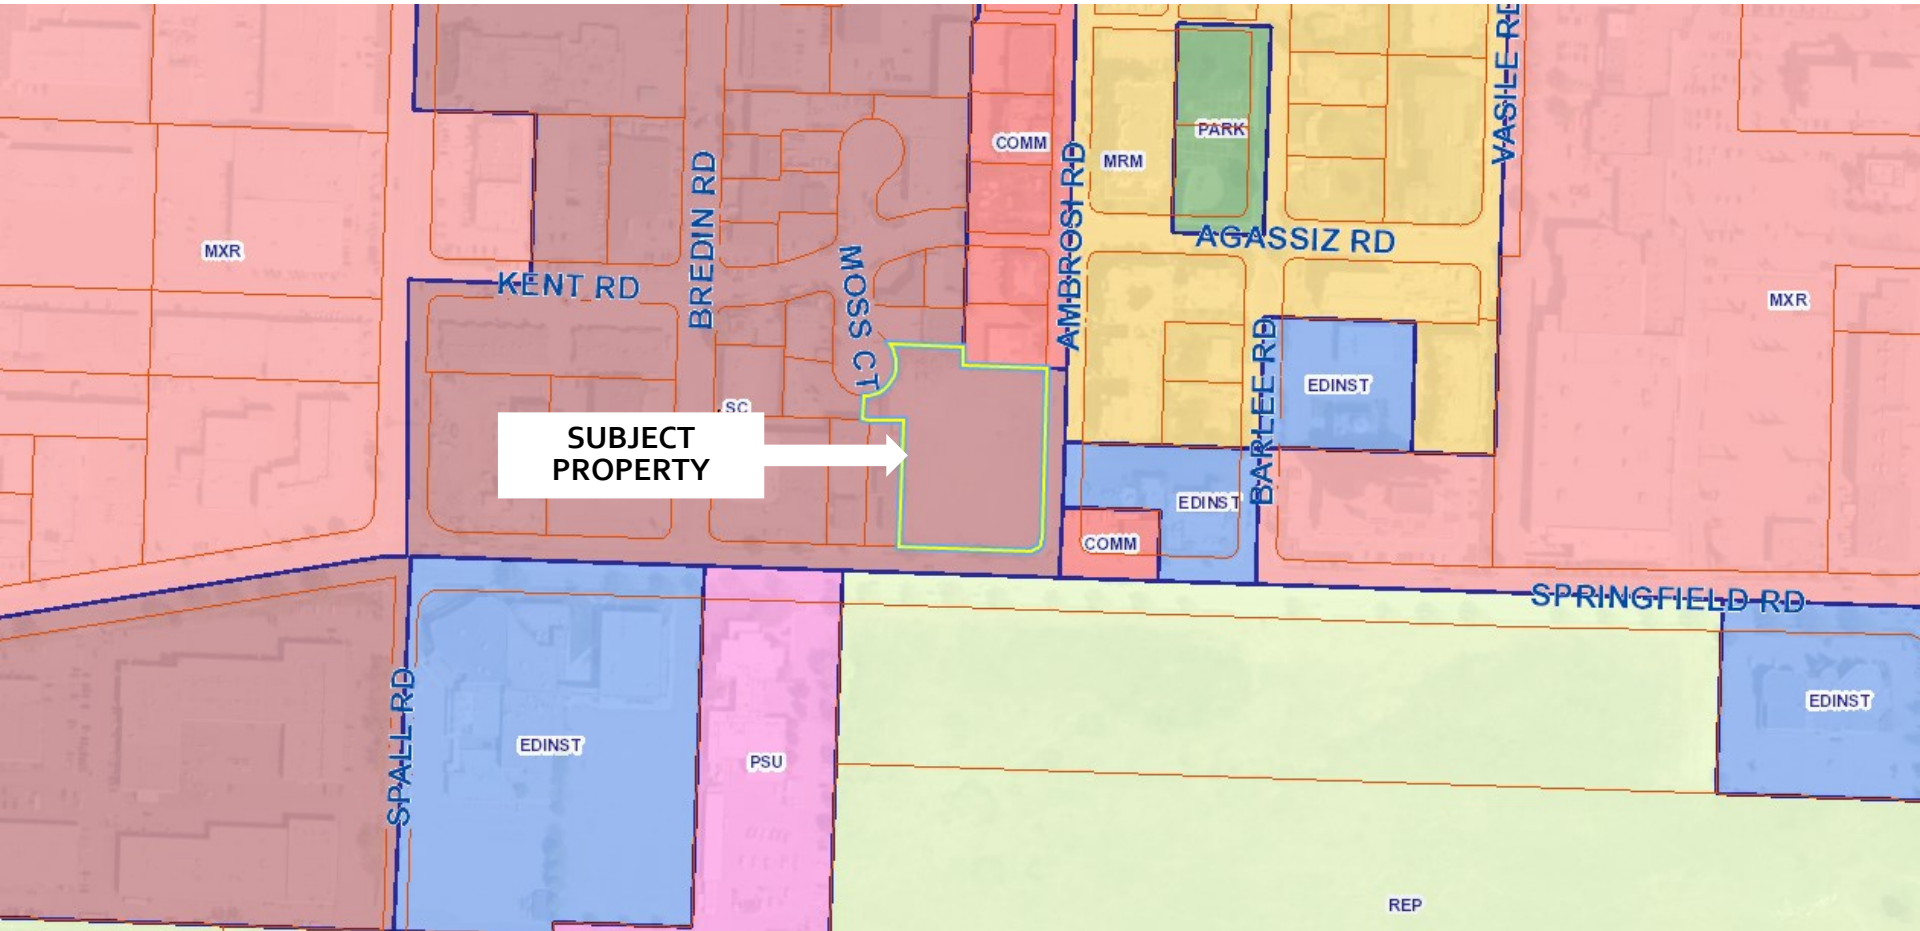 VASILE RD
COMM
PARK
MRM
BREDIN RD
AMBROSI RD
AGASSIZ RD
MXR
MOSS CT
KENT RD
MXR
BARLEE RD
EDINST
SC
SUBJECT
PROPERTY
EDINST
COMM
SPRINGFIELD RD
SPALL RD
EDINST
PSU
EDINST
REP